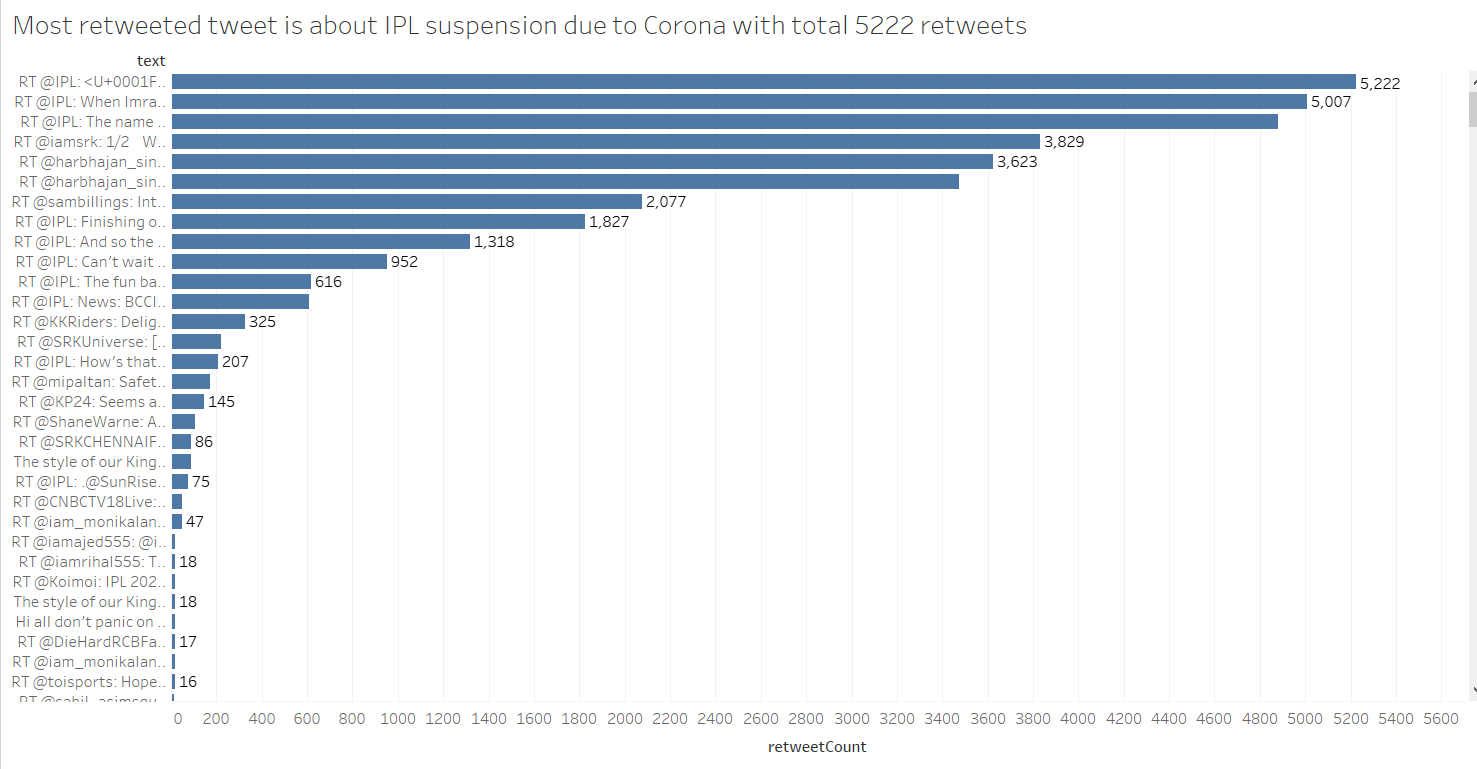 Most retweeted tweet is about IPL suspension due to Corona with total 5222 retweets
text
RT @IPL: <U+0001F.. 5,222
RT @IPL: When Imra.. 5,007
RT @IPL: The name ..
RT @iamsrk: 1/2 W.. 3,829
RT @harbhajan_sin.. 3,623
RT @harbhajan_sin..
RT @sambillings: Int.. 2,077
RT @IPL: Finishing o.. 1,827
RT @IPL: And so the .. 1,318
RT @IPL: Can't wait .. 952
RT @IPL: The fun ba.. 616
RT @IPL: News: BCCI..
RT @KKRiders: Delig.. 325
RT @SRKUniverse: [..
RT @IPL: How's that.. 207
RT @mipaltan: Safet..
RT @KP24: Seems a.. 145
RT @ShaneWarne: A..
RT @SRKCHENNAIF.. 86
The style of our King..
RT @IPL: .@SunRise.. 75
RT @CNBCTV18Live:..
RT @iam_monikalan.. 47
RT @iamajed555: @i..
RT @iamrihal555: T.. 18
RT @Koimoi: IPL 202..
The style of our King.. 18
Hi all don't panic on ..
RT @DieHardRCBFa.. 17
RT @iam_monikalan..
RT @toisports: Hope.. 16
0 200 400 600 800 1000 1200 1400 1600 1800 2000 2200 2400 2600 2800 3000 3200 3400 3600 3800 4000 4200 4400 4600 4800 5000 5200 5400 5600
retweetCount